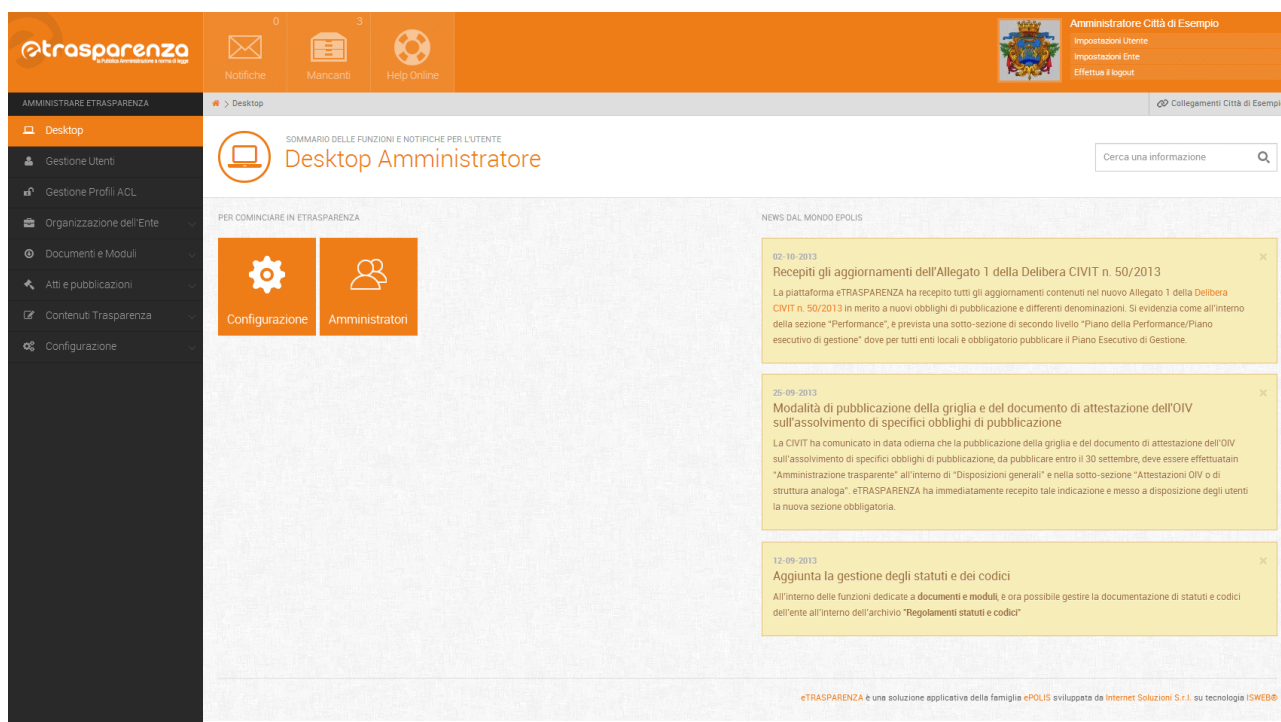 etrasparenza
la Pubblica Amministrazione a norma di legge
0
Notifiche
3
Mancanti
Help Online
Amministratore Città di Esempio
Impostazioni Utente
Impostazioni Ente
Effettua il logout
AMMINISTRARE ETRASPARENZA
> Desktop
Collegamenti Città di Esempi
Desktop
Gestione Utenti
Gestione Profili ACL
Organizzazione dell'Ente
Documenti e Moduli
Atti e pubblicazioni
Contenuti Trasparenza
Configurazione
SOMMARIO DELLE FUNZIONI E NOTIFICHE PER L'UTENTE
Desktop Amministratore
Cerca una informazione
PER COMINCIARE IN ETRASPARENZA
Configurazione
Amministratori
NEWS DAL MONDO EPOLIS
02-10-2013
Recepiti gli aggiornamenti dell'Allegato 1 della Delibera CIVIT n. 50/2013
La piattaforma eTRASPARENZA ha recepito tutti gli aggiornamenti contenuti nel nuovo Allegato 1 della Delibera
CIVIT n. 50/2013 in merito a nuovi obblighi di pubblicazione e differenti denominazioni. Si evidenzia come all'interno
della sezione "Performance", è prevista una sotto-sezione di secondo livello "Piano della Performance/Piano
esecutivo di gestione" dove per tutti enti locali è obbligatorio pubblicare il Piano Esecutivo di Gestione.
25-09-2013
Modalità di pubblicazione della griglia e del documento di attestazione dell'OIV
sull'assolvimento di specifici obblighi di pubblicazione
La CIVIT ha comunicato in data odierna che la pubblicazione della griglia e del documento di attestazione dell'OIV
sull'assolvimento di specifici obblighi di pubblicazione, da pubblicare entro il 30 settembre, deve essere effettuatain
"Amministrazione trasparente" all'interno di "Disposizioni generali" e nella sotto-sezione "Attestazioni OIV o di
struttura analoga". eTRASPARENZA ha immediatamente recepito tale indicazione e messo a disposizione degli utenti
la nuova sezione obbligatoria.
12-09-2013
Aggiunta la gestione degli statuti e dei codici
All'interno delle funzioni dedicate a documenti e moduli, è ora possibile gestire la documentazione di statuti e codici
dell'ente all'interno dell'archivio "Regolamenti statuti e codici"
eTRASPARENZA è una soluzione applicativa della famiglia ePOLIS sviluppata da Internet Soluzioni S.r.l. su tecnologia ISWEB®